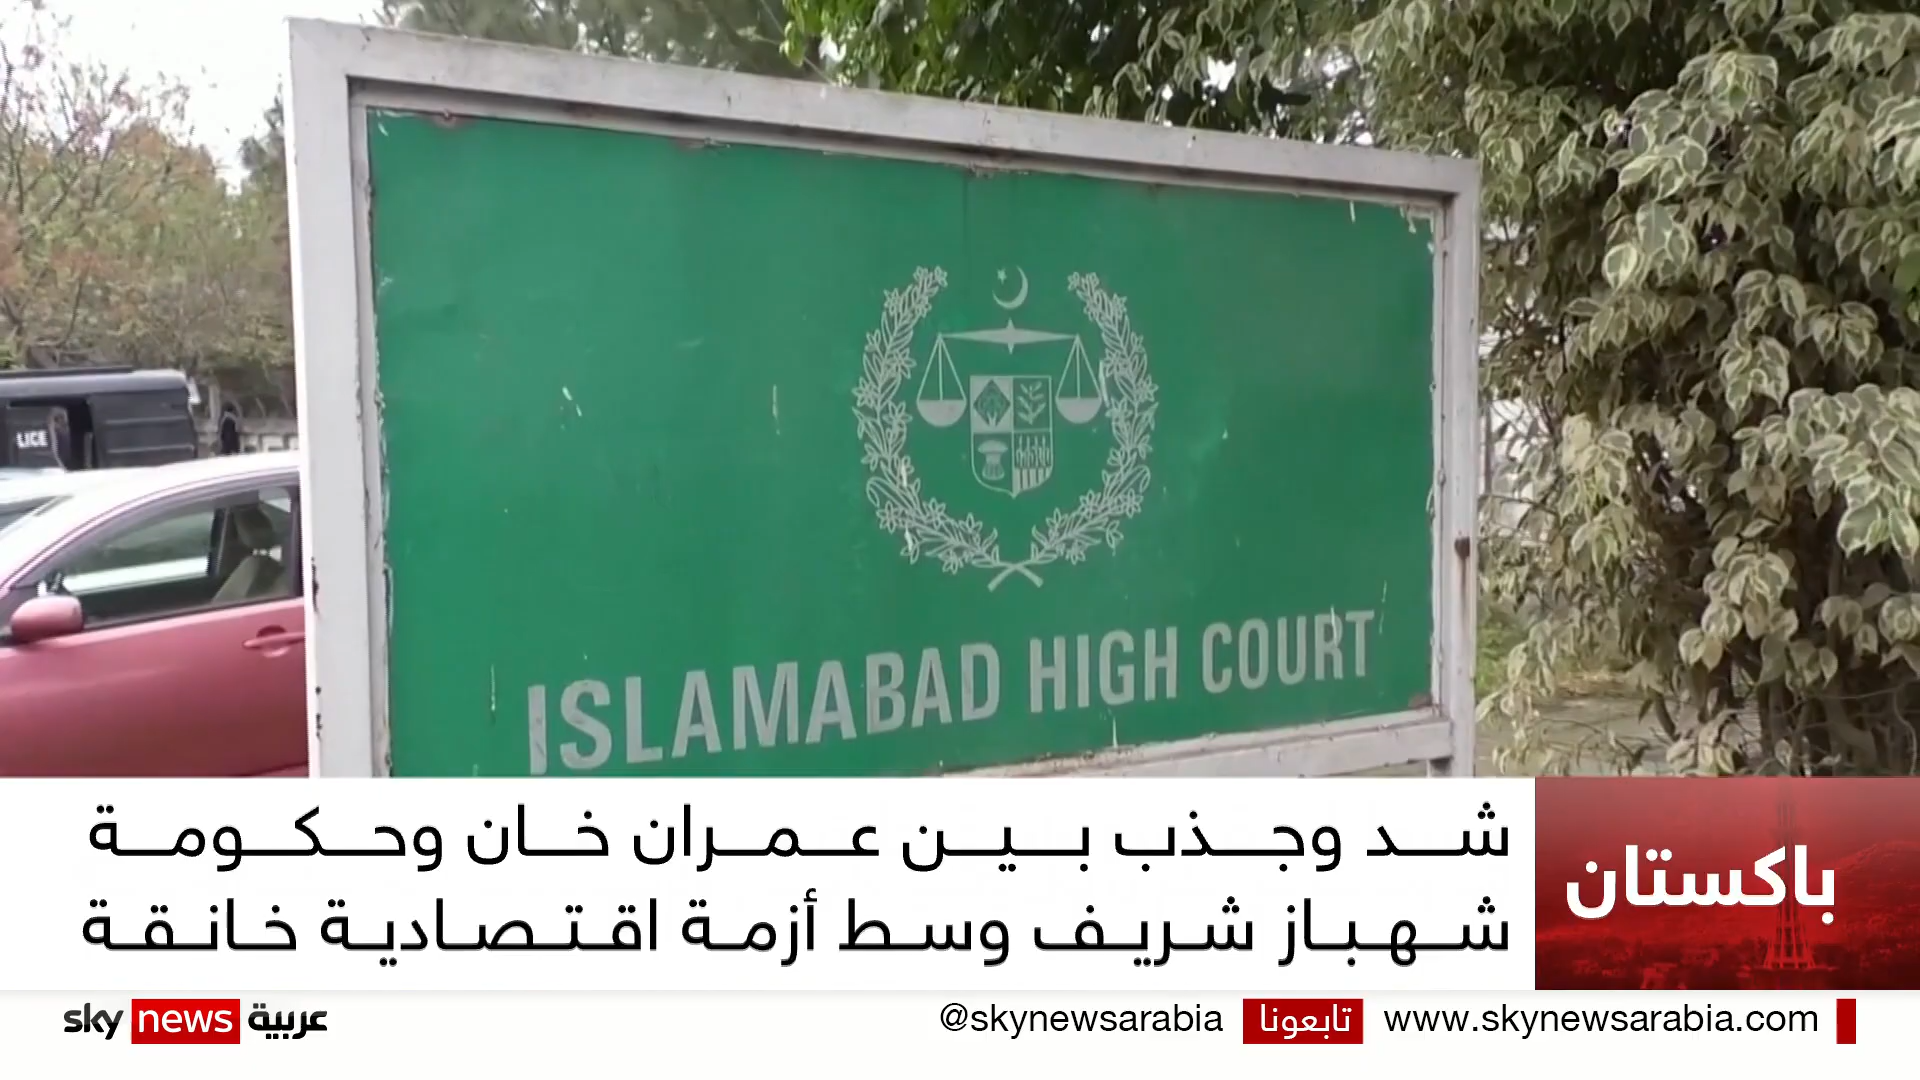 LICE
ISLAMABAD HIGH COURT
باكستان
شد وجذب بين عمران خان وحكومة
شهباز شريف وسط أزمة اقتصادية خانقة
sky news عربية
@skynewsarabia تابعونا www.skynewsarabia.com